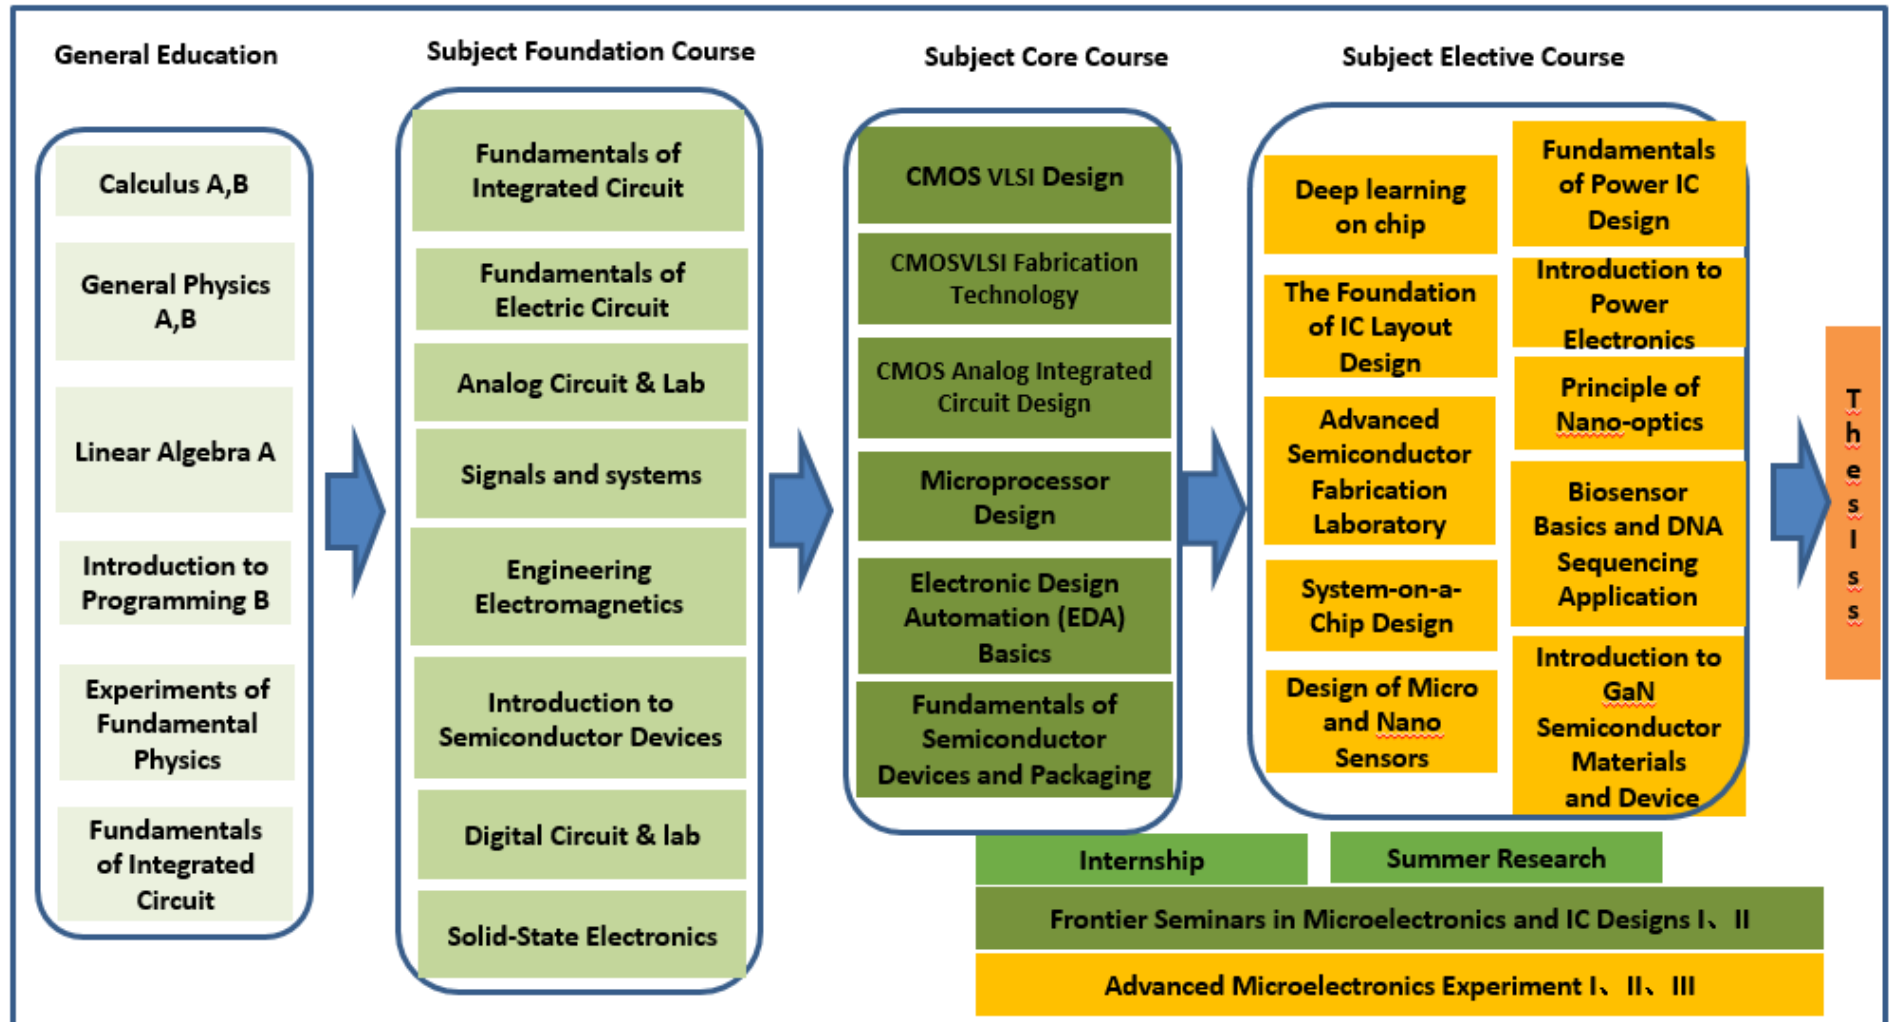 General Education
Calculus A,B
General Physics
A,B
Linear Algebra A
Introduction to
Programming B
Experiments of
Fundamental
Physics
Fundamentals
of Integrated
Circuit
Subject Foundation Course
Fundamentals of
Integrated Circuit
Fundamentals of
Electric Circuit
Analog Circuit & Lab
Signals and systems
Engineering
Electromagnetics
Introduction to
Semiconductor Devices
Digital Circuit & lab
Solid-State Electronics
Subject Core Course
CMOS VLSI Design
CMOSVLSI Fabrication
Technology
CMOS Analog Integrated
Circuit Design
Microprocessor
Design
Electronic Design
Automation (EDA)
Basics
Fundamentals of
Semiconductor
Devices and Packaging
Subject Elective Course
Deep learning
on chip
The Foundation
of IC Layout
Design
Advanced
Semiconductor
Fabrication
Laboratory
System-on-a-
Chip Design
Design of Micro
and Nano
Sensors
Fundamentals
of Power IC
Design
Introduction to
Power
Electronics
Principle of
Nano-optics
Biosensor
Basics and DNA
Sequencing
Application
Introduction to
GaN
Semiconductor
Materials
and Device
Internship
Summer Research
Frontier Seminars in Microelectronics and IC Designs I、II
Advanced Microelectronics Experiment I、II、III
T
h
e
s
I
s
s